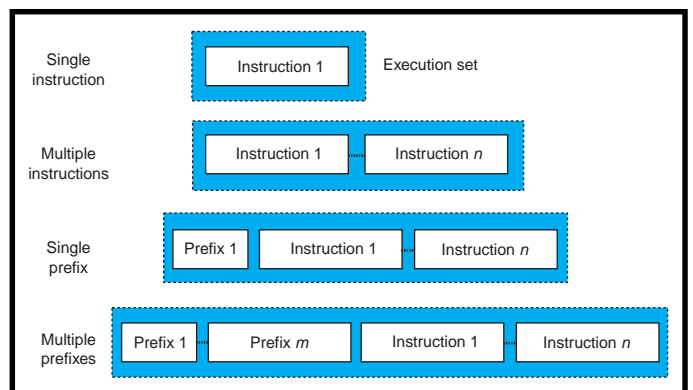 Single
instruction
Instruction 1
Execution set
Multiple
instructions
Instruction 1
Instruction n
Single
prefix
Prefix 1
Instruction 1
Instruction n
Multiple
prefixes
Prefix 1
Prefix m
Instruction 1
Instruction n